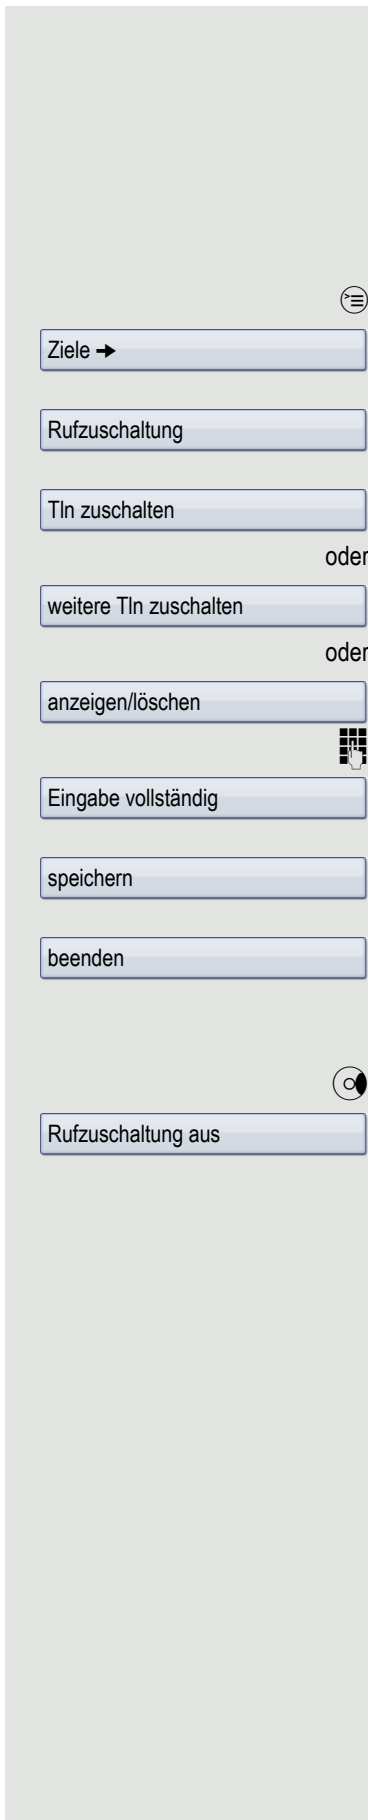 Ziele →
Rufzuschaltung
Tln zuschalten
oder
weitere Tln zuschalten
oder
anzeigen/löschen
Eingabe vollständig
speichern
beenden
Rufzuschaltung aus